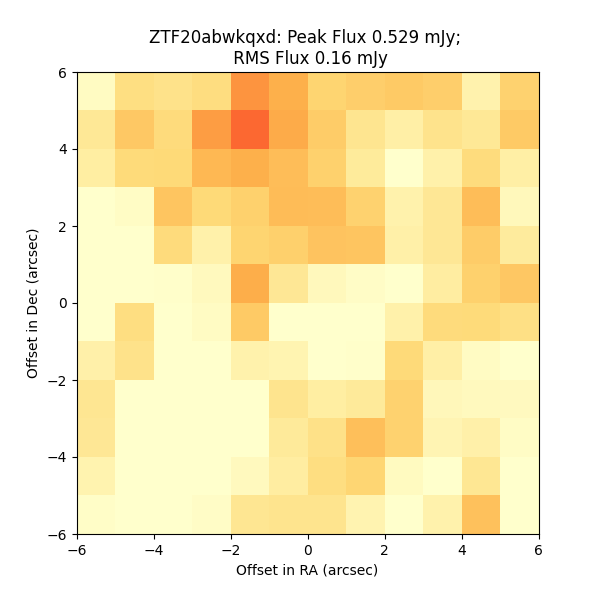 ZTF20abwkqxd: Peak Flux 0.529 mJy;
RMS Flux 0.16 mJy
6
4
2
0
−2
−4
−6
Offset in Dec (arcsec)
−6 −4 −2 0 2 4 6
Offset in RA (arcsec)